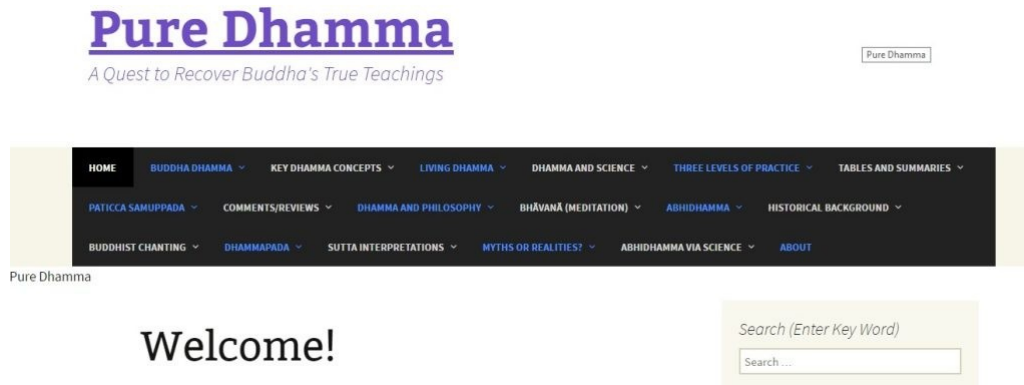 Pure Dhamma
A Quest to Recover Buddha's True Teachings
Pure Dhamma
HOME BUDDHA DHAMMA KEY DHAMMA CONCEPTS LIVING DHAMMA DHAMMA AND SCIENCE THREE LEVELS OF PRACTICE TABLES AND SUMMARIES
PATICCA SAMUPPADA COMMENTS/REVIEWS DHAMMA AND PHILOSOPHY BHĀVANĀ (MEDITATION) ABHIDHAMMA HISTORICAL BACKGROUND
BUDDHIST CHANTING DHAMMAPADA SUTTA INTERPRETATIONS MYTHS OR REALITIES? ABHIDHAMMA VIA SCIENCE ABOUT
Pure Dhamma
Welcome!
Search (Enter Key Word)
Search ...